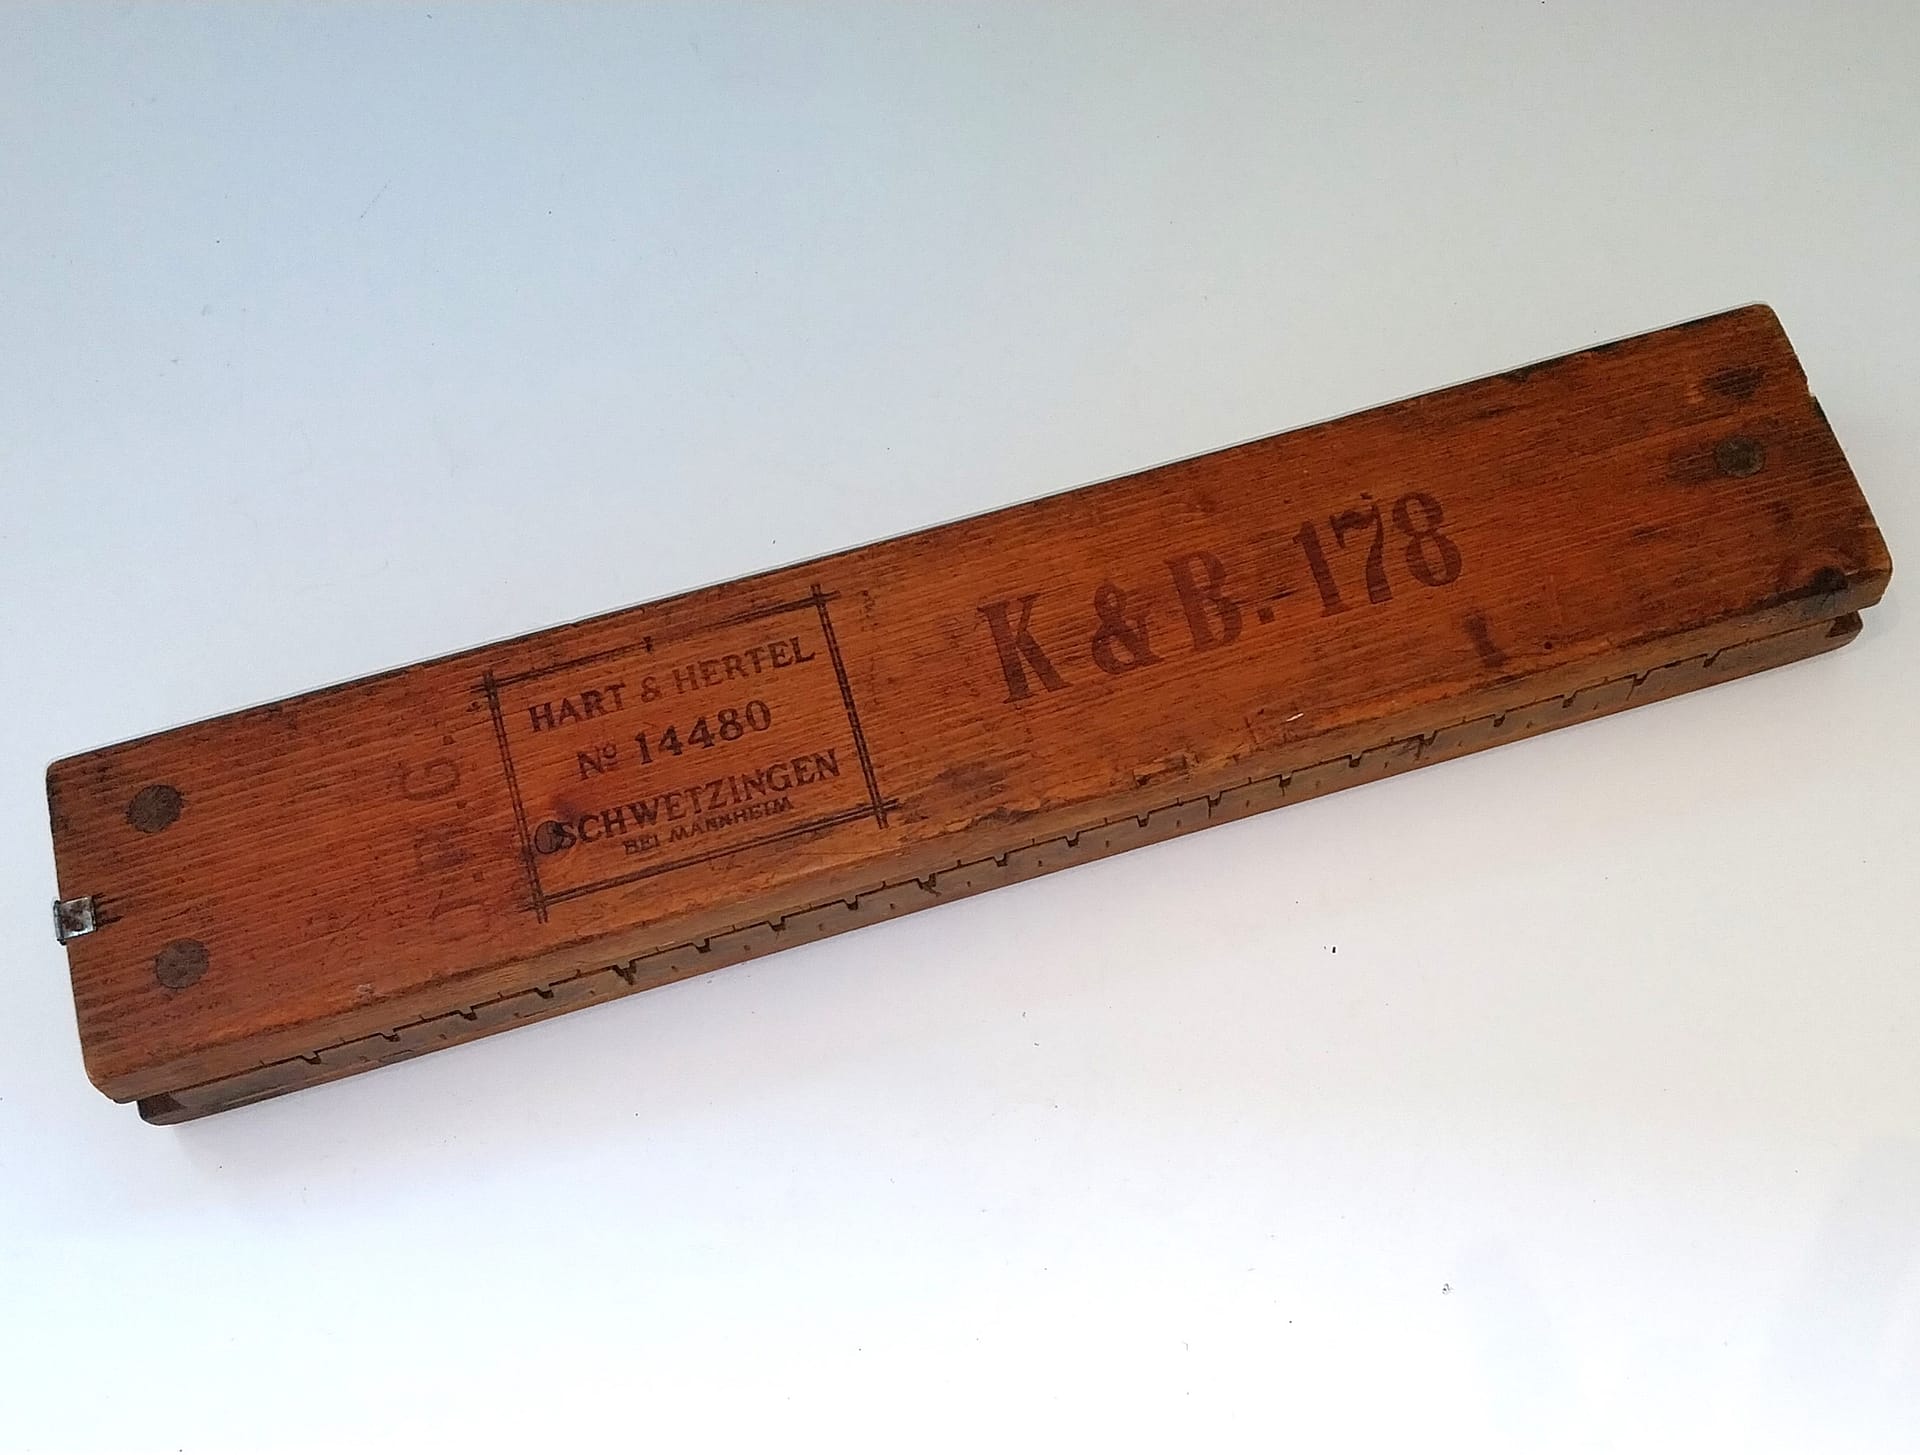 HART & HERTEL
Nº 14480
SCHWETZINGEN
BEI MANNHEIM
K & B. 178